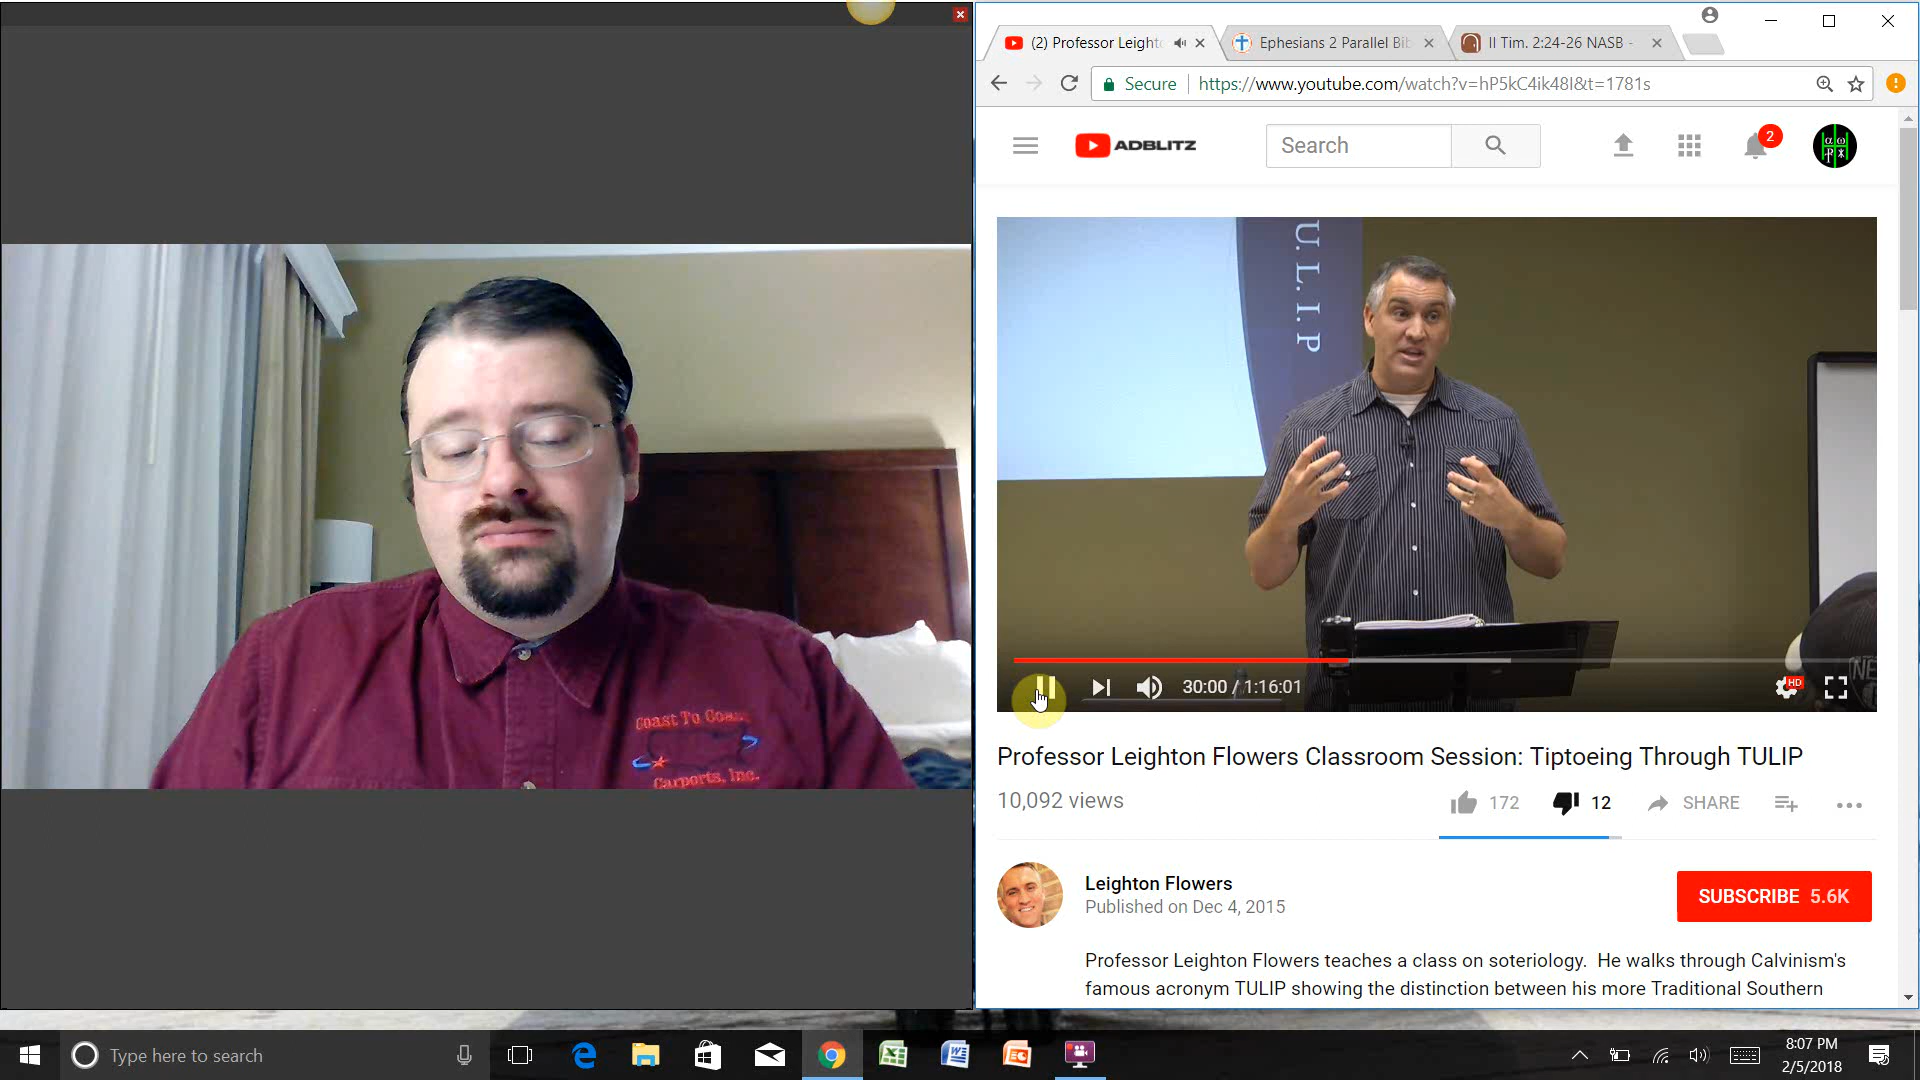 (2) Professor Leight
Ephesians 2 Parallel Bib
II Tim. 2:24-26 NASB -
Secure
https://www.youtube.com/watch?v=hP5kC4ik48I&t=1781s
ADBLITZ
Search
2
U.L.I.P
30:00 / 1:16:01
HD
Coast To
Carports, Inc.
Professor Leighton Flowers Classroom Session: Tiptoeing Through TULIP
10,092 views
172
12
SHARE
Leighton Flowers
Published on Dec 4, 2015
SUBSCRIBE 5.6K
Professor Leighton Flowers teaches a class on soteriology. He walks through Calvinism's
famous acronym TULIP showing the distinction between his more Traditional Southern
Type here to search
8:07 PM
2/5/2018